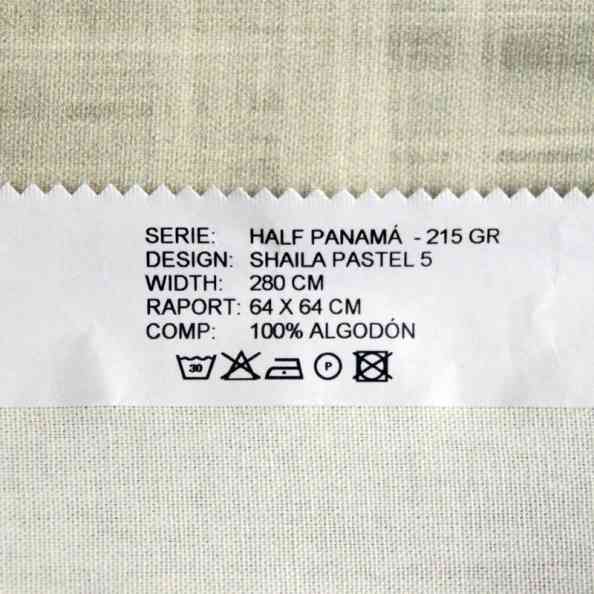 SERIE: HALF PANAMÁ - 215 GR
DESIGN: SHAILA PASTEL 5
WIDTH: 280 CM
RAPORT: 64 X 64 CM
COMP: 100% ALGODÓN
30 P